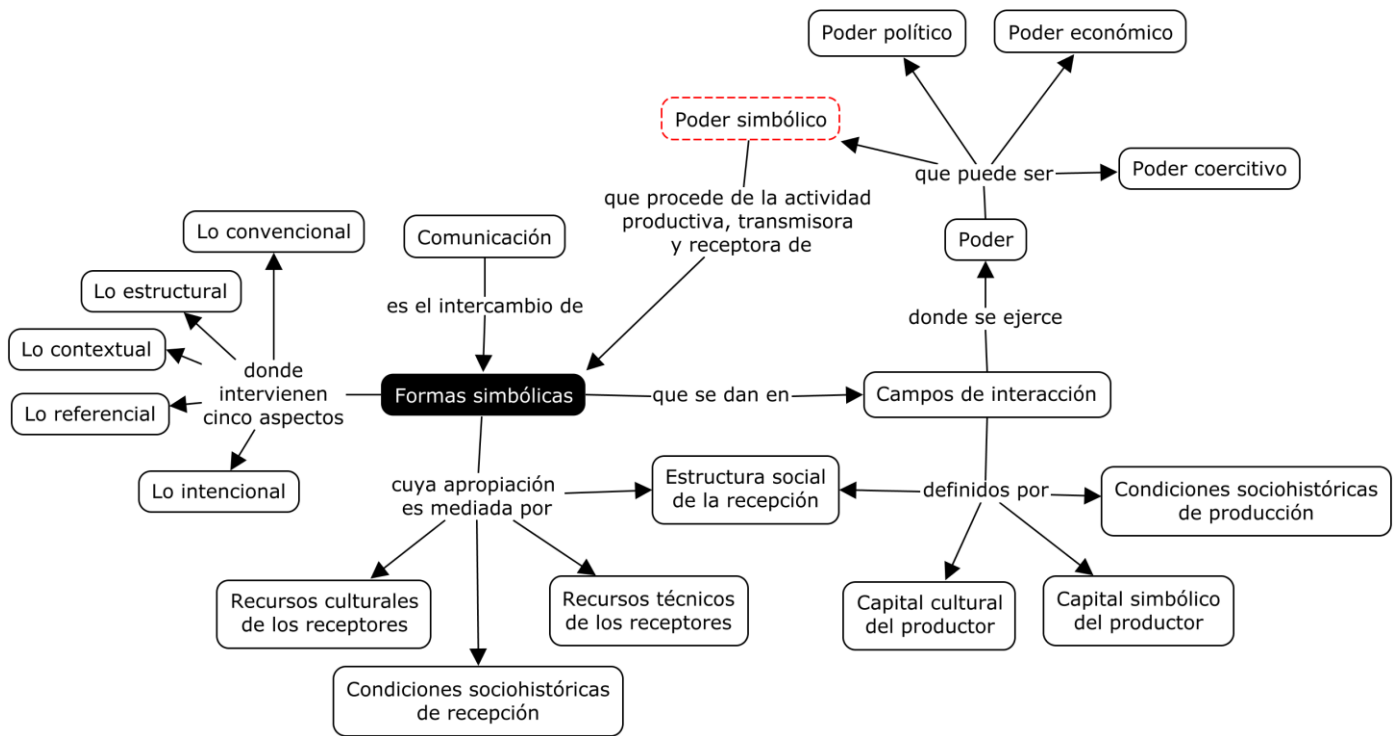 Poder político
Poder económico
Poder simbólico
que puede ser
Poder coercitivo
que procede de la actividad
productiva, transmisora
y receptora de
Poder
Lo convencional
Comunicación
Lo estructural
es el intercambio de
donde se ejerce
Lo contextual
donde
intervienen
cinco aspectos
Formas simbólicas
que se dan en
Campos de interacción
Lo referencial
Lo intencional
cuya apropiación
es mediada por
Estructura social
de la recepción
definidos por
Condiciones sociohistóricas
de producción
Recursos culturales
de los receptores
Recursos técnicos
de los receptores
Capital cultural
del productor
Capital simbólico
del productor
Condiciones sociohistóricas
de recepción